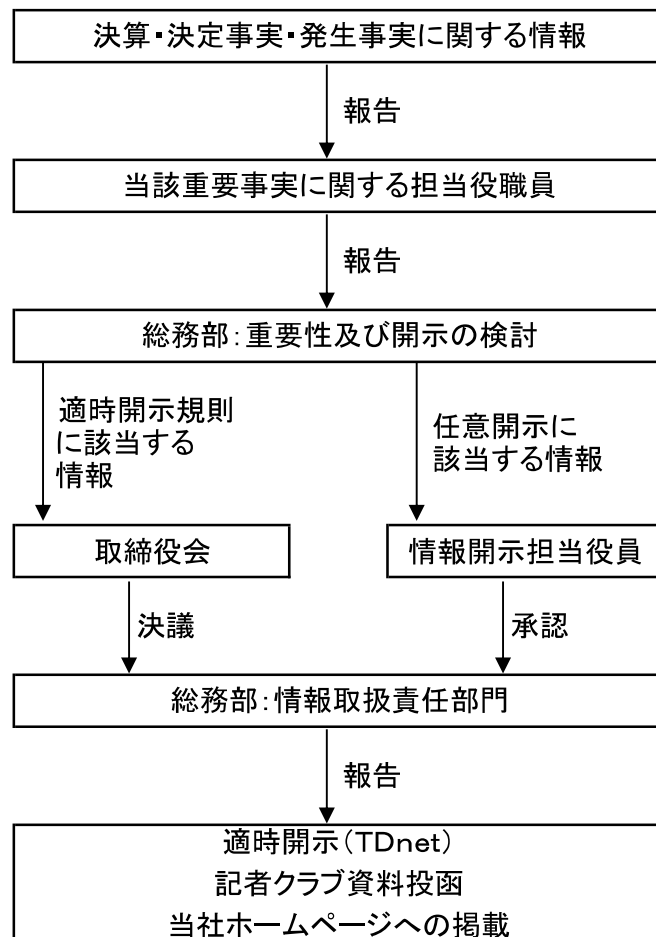 決算・決定事実・発生事実に関する情報
報告
当該重要事実に関する担当役職員
報告
総務部：重要性及び開示の検討
適時開示規則
に該当する
情報
任意開示に
該当する情報
取締役会
情報開示担当役員
決議
承認
総務部：情報取扱責任部門
報告
適時開示（TDnet）
記者クラブ資料投函
当社ホームページへの掲載